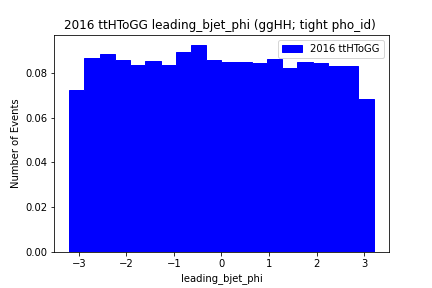 2016 ttHToGG leading_bjet_phi (ggHH; tight pho_id)
2016 ttHToGG
Number of Events
0.08
0.06
0.04
0.02
0.00
−3 −2 −1 0 1 2 3
leading_bjet_phi